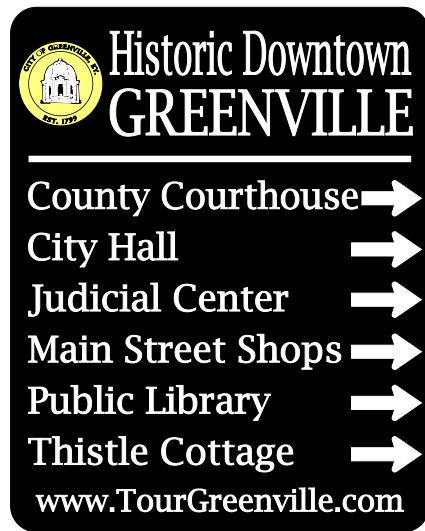 CITY OF GREENVILLE, KY.
EST. 1799
Historic Downtown
GREENVILLE
County Courthouse
City Hall
Judicial Center
Main Street Shops
Public Library
Thistle Cottage
www.TourGreenville.com